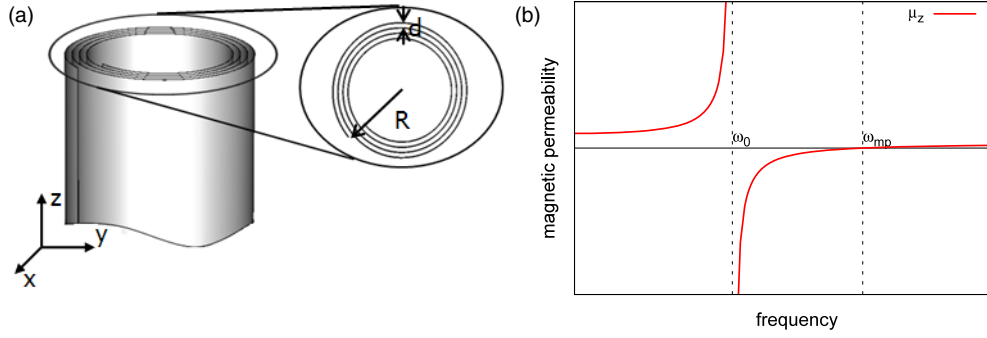 (a)
d
R
z
y
x
(b)
μz
ω0
ωmp
magnetic permeability
frequency